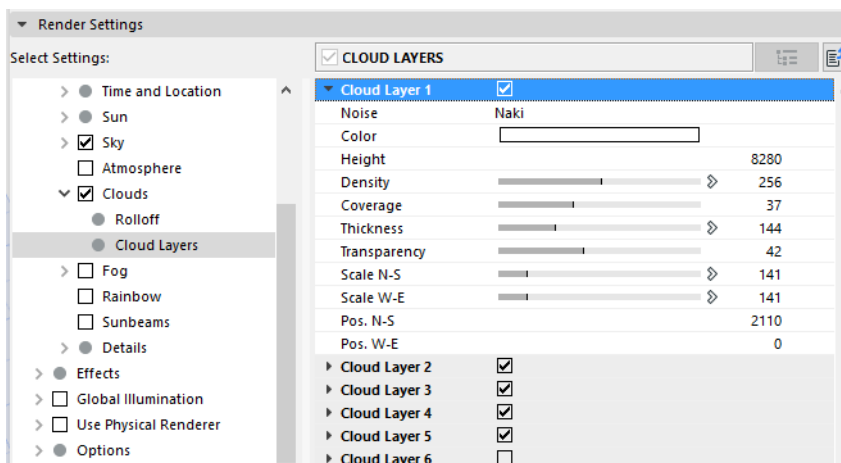 Render Settings
Select Settings:
Time and Location
Sun
Sky
Atmosphere
Clouds
Rolloff
Cloud Layers
Fog
Rainbow
Sunbeams
Details
Effects
Global Illumination
Use Physical Renderer
Options
CLOUD LAYERS
Cloud Layer 1
Noise Naki
Color
Height 8280
Density 256
Coverage 37
Thickness 144
Transparency 42
Scale N-S 141
Scale W-E 141
Pos. N-S 2110
Pos. W-E 0
Cloud Layer 2
Cloud Layer 3
Cloud Layer 4
Cloud Layer 5
Cloud Layer 6